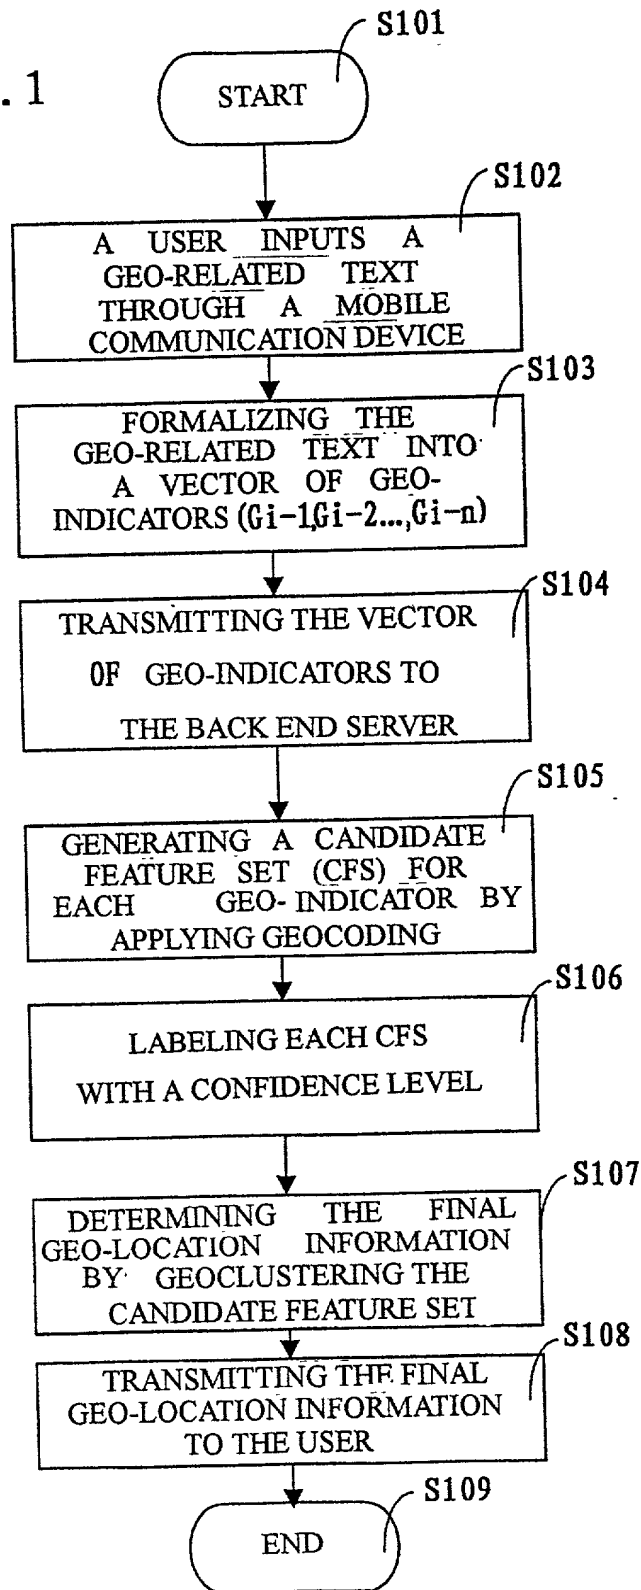 S101
. 1
START
S102
A USER INPUTS A
GEO-RELATED TEXT
THROUGH A MOBILE
COMMUNICATION DEVICE
S103
FORMALIZING THE
GEO-RELATED TEXT INTO
A VECTOR OF GEO-
INDICATORS (Gi-1,Gi-2...,Gi-n)
S104
TRANSMITTING THE VECTOR
OF GEO-INDICATORS TO
THE BACK END SERVER
S105
GENERATING A CANDIDATE
FEATURE SET (CFS) FOR
EACH GEO- INDICATOR BY
APPLYING GEOCODING
S106
LABELING EACH CFS
WITH A CONFIDENCE LEVEL
S107
DETERMINING THE FINAL
GEO-LOCATION INFORMATION
BY GEOCLUSTERING THE
CANDIDATE FEATURE SET
S108
TRANSMITTING THE FINAL
GEO-LOCATION INFORMATION
TO THE USER
S109
END